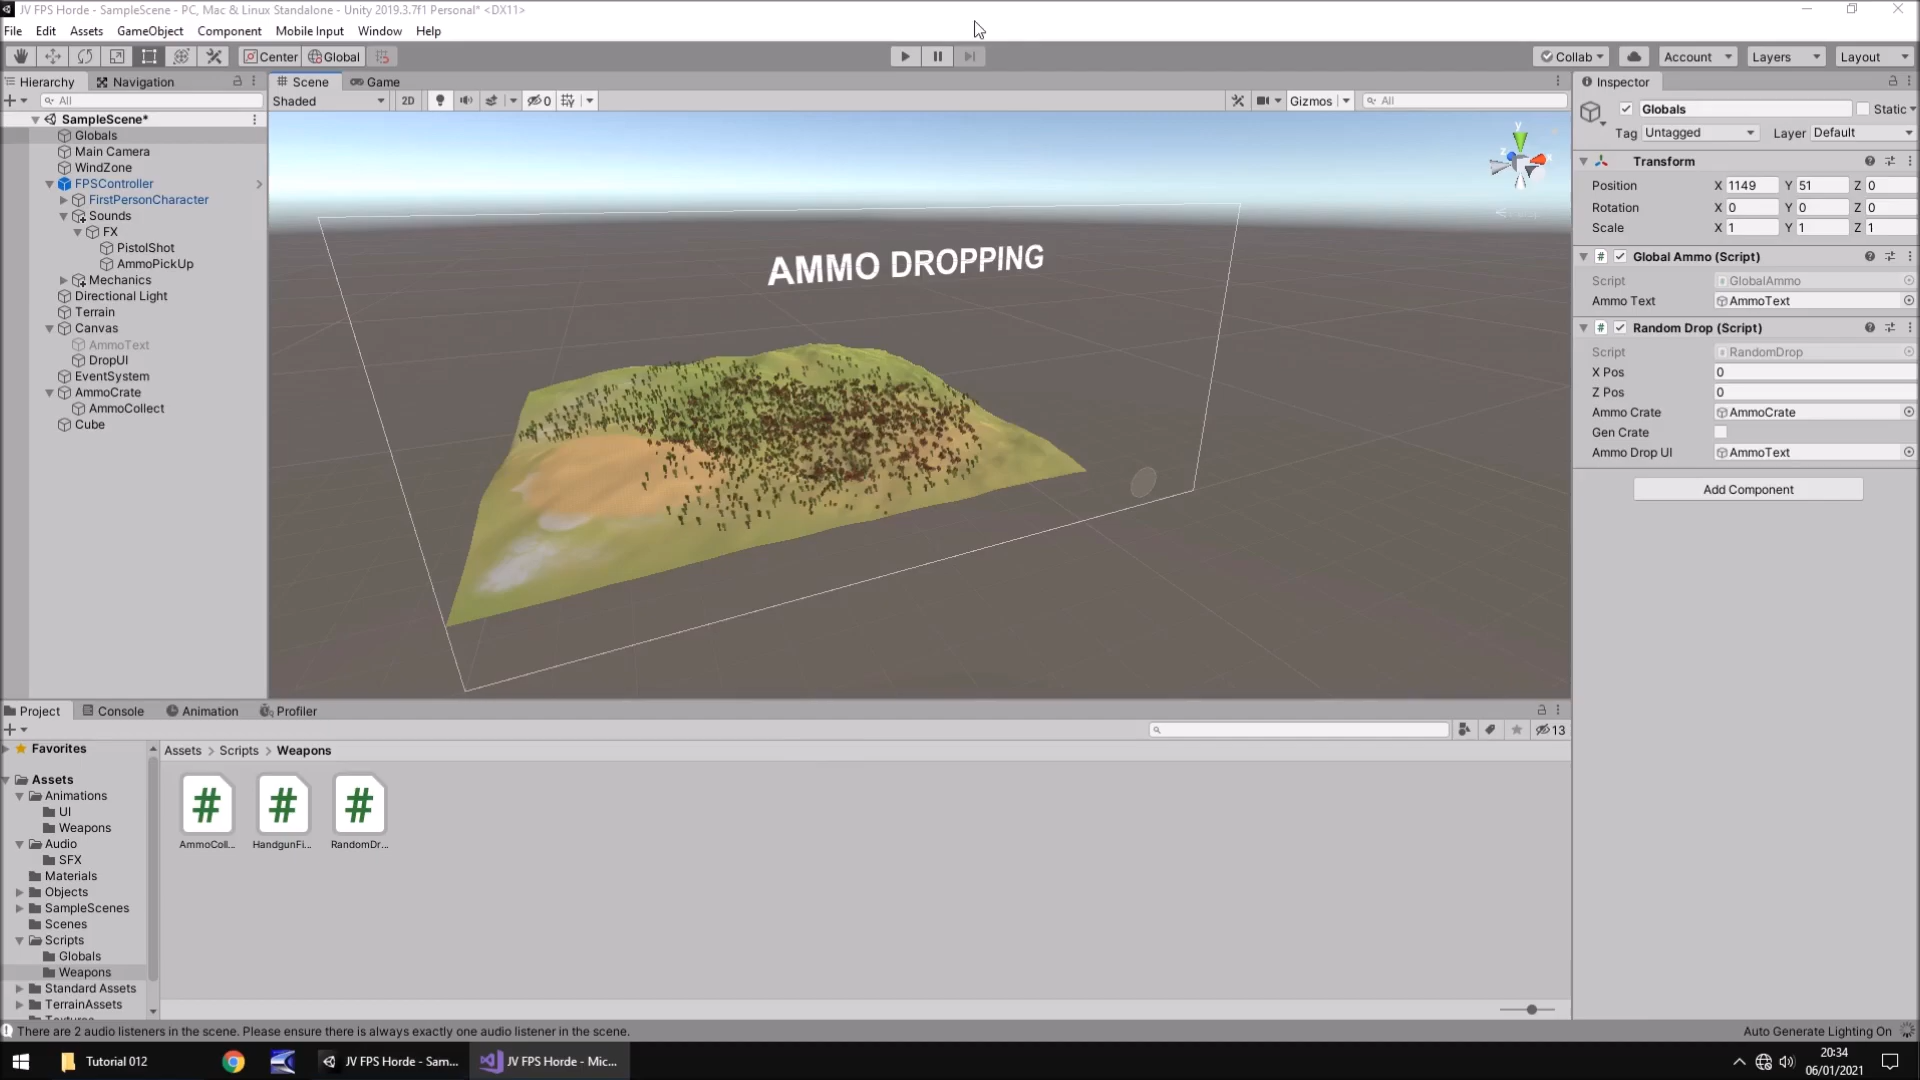 JV FPS Horde - SampleScene - PC, Mac & Linux Standalone - Unity 2019.3.7f1 Personal* <DX11>
File Edit Assets GameObject Component Mobile Input Window Help
Center Global Collab Account Layers Layout
Hierarchy Navigation
All
SampleScene*
Globals
Main Camera
WindZone
FPSController
FirstPersonCharacter
Sounds
FX
PistolShot
AmmoPickUp
Mechanics
Directional Light
Terrain
Canvas
AmmoText
DropUI
EventSystem
AmmoCrate
AmmoCollect
Cube
Scene Game
Shaded 2D 0 Gizmos All
y
x
z
AMMO DROPPING
Inspector
Globals Static
Tag Untagged Layer Default
Transform
Position X 1149 Y 51 Z 0
Rotation X 0 Y 0 Z 0
Scale X 1 Y 1 Z 1
# Global Ammo (Script)
Script GlobalAmmo
Ammo Text AmmoText
# Random Drop (Script)
Script RandomDrop
X Pos 0
Z Pos 0
Ammo Crate AmmoCrate
Gen Crate
Ammo Drop UI AmmoText
Add Component
Project Console Animation Profiler
13
Favorites
Assets
Animations
UI
Weapons
Audio
SFX
Materials
Objects
SampleScenes
Scenes
Scripts
Globals
Weapons
Standard Assets
TerrainAssets
Assets > Scripts > Weapons
# # #
AmmoColl... HandgunFi... RandomDr...
There are 2 audio listeners in the scene. Please ensure there is always exactly one audio listener in the scene.
Auto Generate Lighting On
Tutorial 012 JV FPS Horde - Sam... JV FPS Horde - Mic...
20:34
06/01/2021